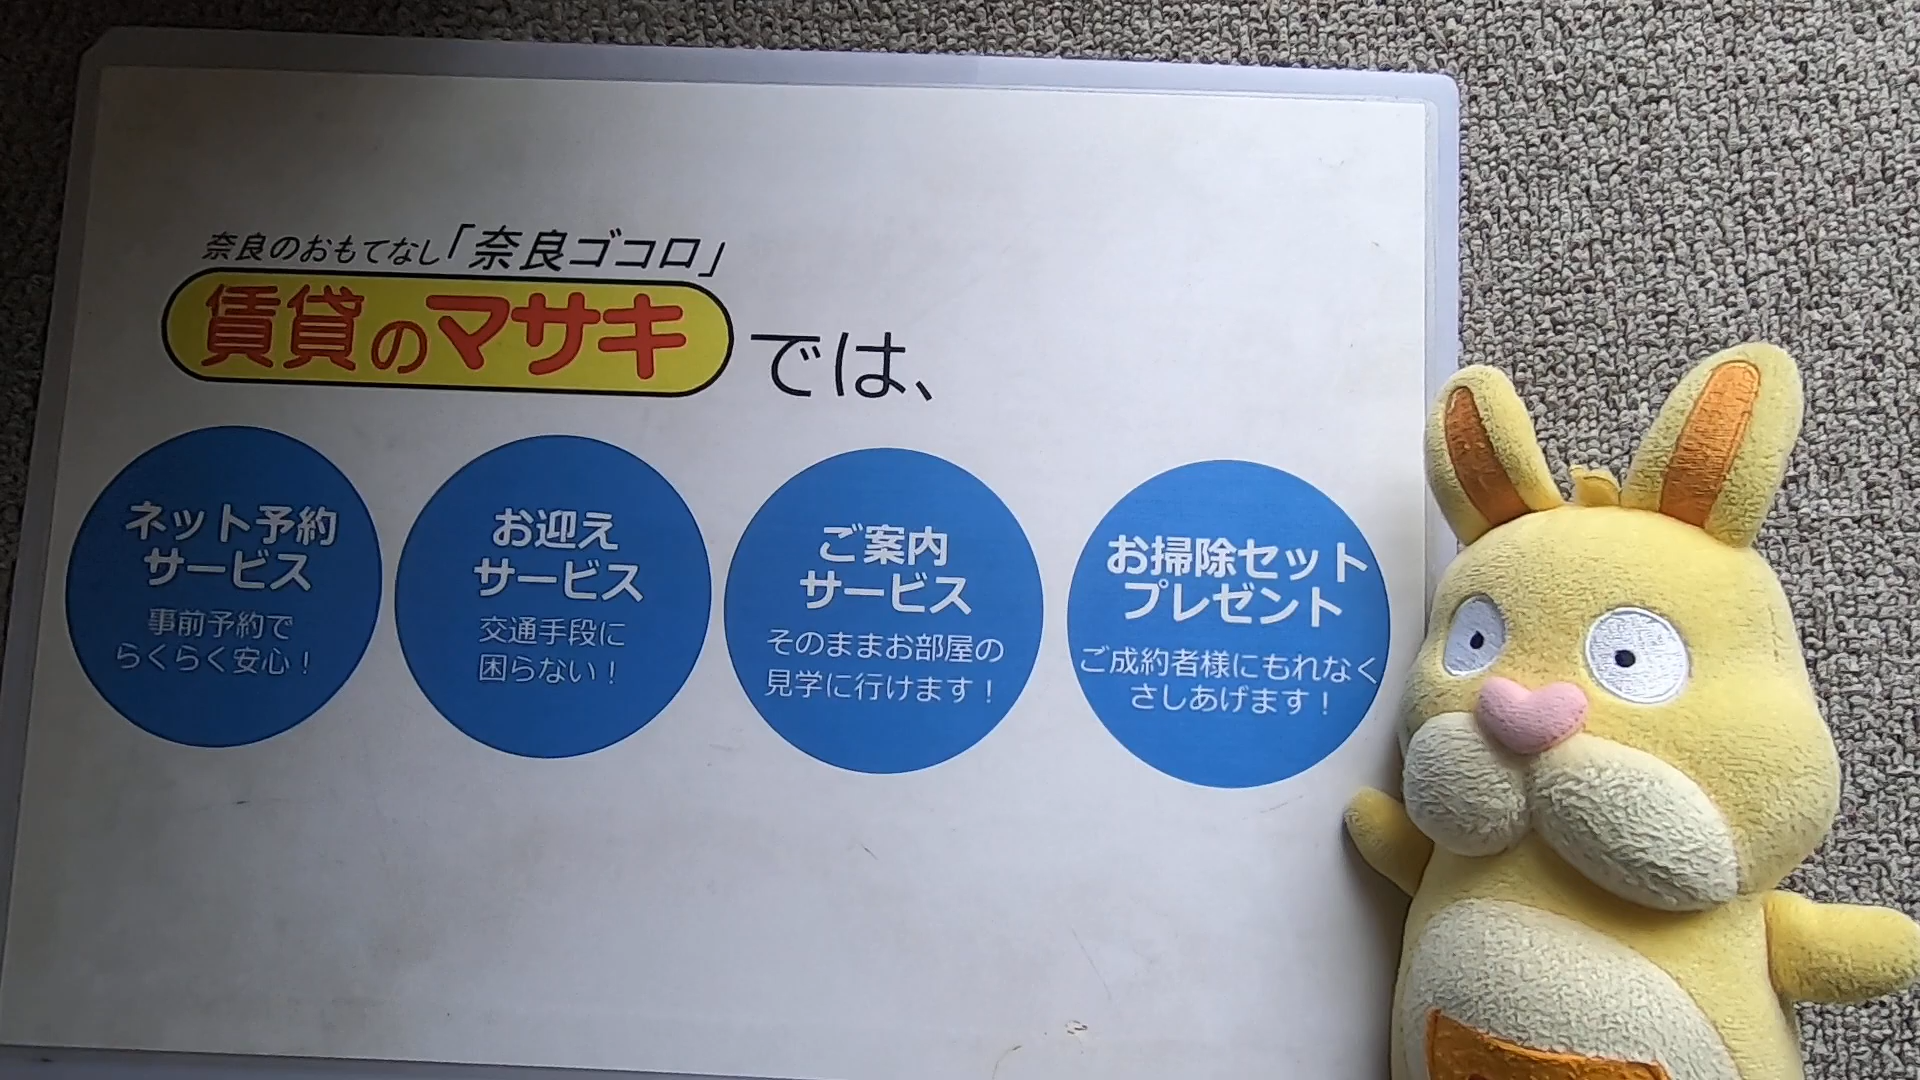 奈良のおもてなし「奈良ゴコロ」
賃貸のマサキでは、
ネット予約
サービス
事前予約で
らくらく安心！
お迎え
サービス
交通手段に
困らない！
ご案内
サービス
そのままお部屋の
見学に行けます！
お掃除セット
プレゼント
ご成約者様にもれなく
さしあげます！